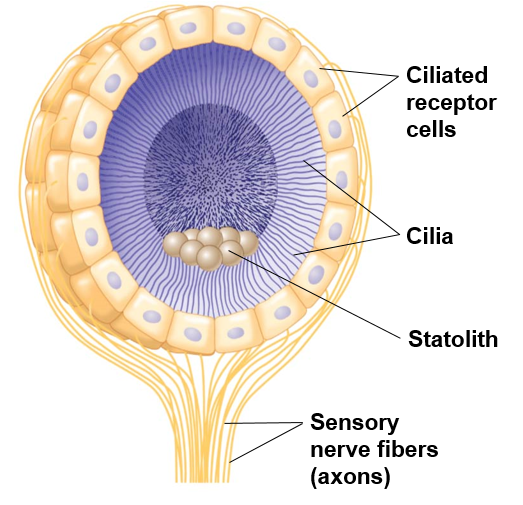 Ciliated
receptor
cells
Cilia
Statolith
Sensory
nerve fibers
(axons)